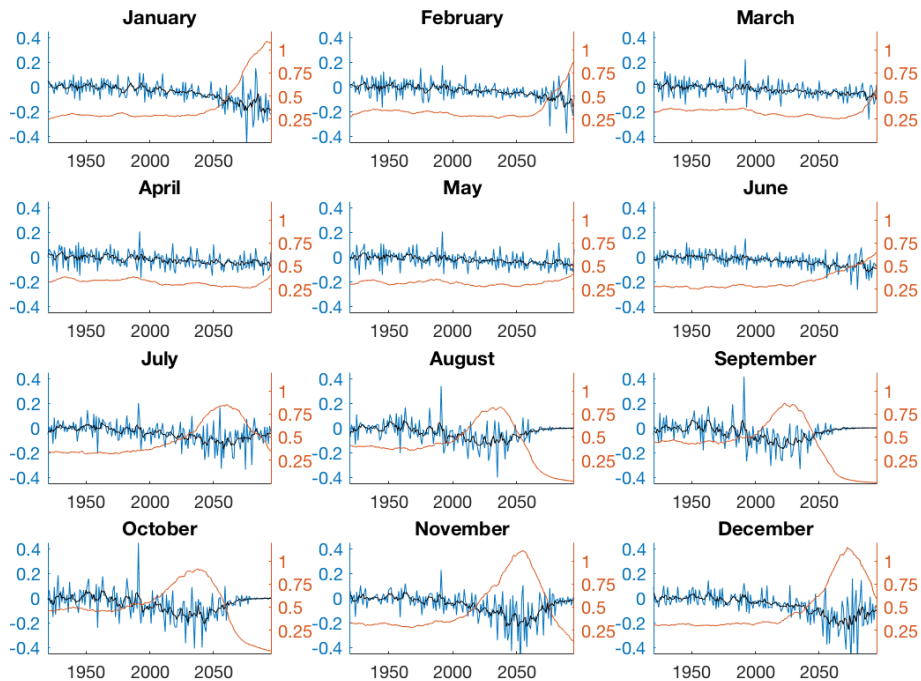 January February March
0.4 1 0.4 1 0.4 1
0.2 0.75 0.2 0.75 0.2 0.75
0 0.5 0 0.5 0 0.5
-0.2 0.25 -0.2 0.25 -0.2 0.25
-0.4 -0.4 -0.4
1950 2000 2050 1950 2000 2050 1950 2000 2050
April May June
0.4 1 0.4 1 0.4 1
0.2 0.75 0.2 0.75 0.2 0.75
0 0.5 0 0.5 0 0.5
-0.2 0.25 -0.2 0.25 -0.2 0.25
-0.4 -0.4 -0.4
1950 2000 2050 1950 2000 2050 1950 2000 2050
July August September
0.4 1 0.4 1 0.4 1
0.2 0.75 0.2 0.75 0.2 0.75
0 0.5 0 0.5 0 0.5
-0.2 0.25 -0.2 0.25 -0.2 0.25
-0.4 -0.4 -0.4
1950 2000 2050 1950 2000 2050 1950 2000 2050
October November December
0.4 1 0.4 1 0.4 1
0.2 0.75 0.2 0.75 0.2 0.75
0 0.5 0 0.5 0 0.5
-0.2 0.25 -0.2 0.25 -0.2 0.25
-0.4 -0.4 -0.4
1950 2000 2050 1950 2000 2050 1950 2000 2050